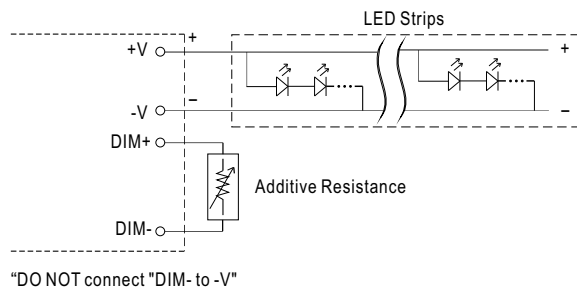 LED Strips
+V
+
+
-V
−
−
DIM+
Additive Resistance
DIM-
“DO NOT connect "DIM- to -V"